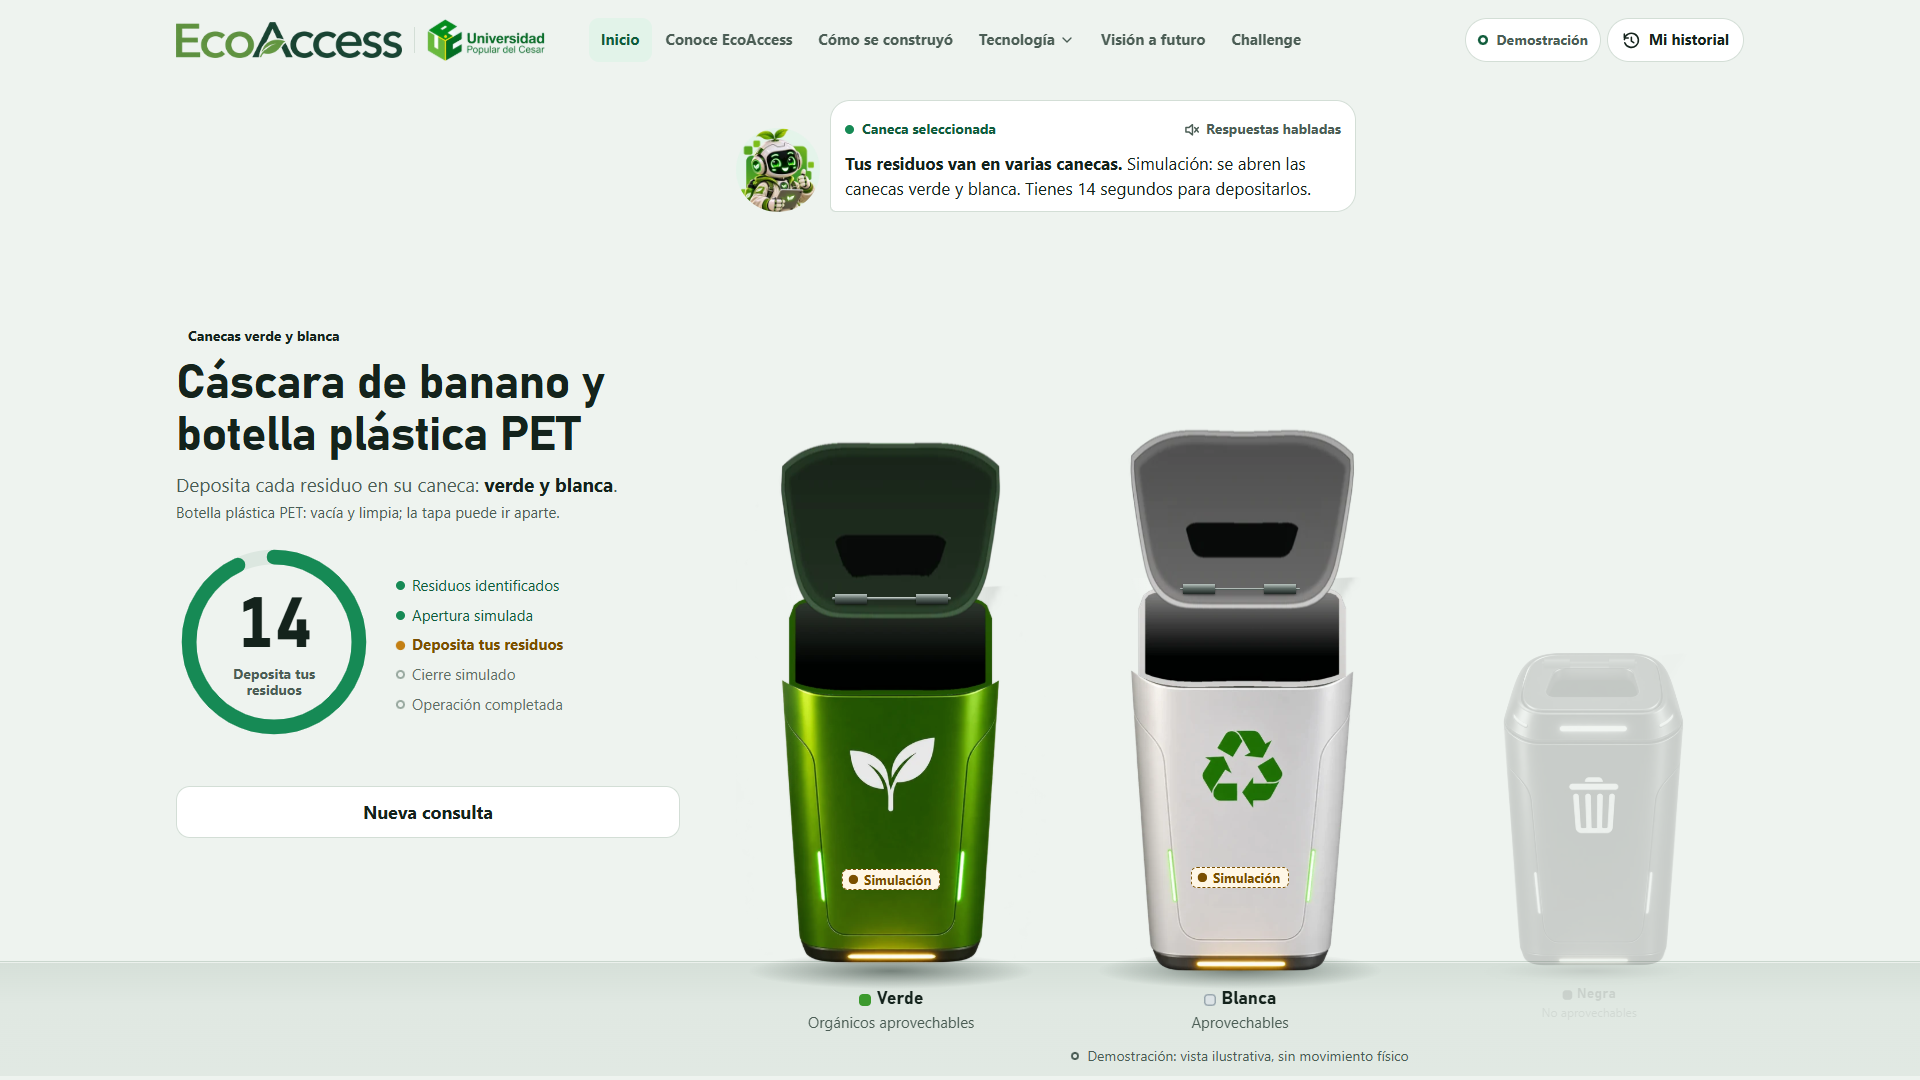 EcoAccess
Universidad
Popular del Cesar
Inicio
Conoce EcoAccess
Cómo se construyó
Tecnología
Visión a futuro
Challenge
Demostración
Mi historial
Caneca seleccionada
Respuestas habladas
Tus residuos van en varias canecas. Simulación: se abren las
canecas verde y blanca. Tienes 14 segundos para depositarlos.
Canecas verde y blanca
Cáscara de banano y
botella plástica PET
Deposita cada residuo en su caneca: verde y blanca.
Botella plástica PET: vacía y limpia; la tapa puede ir aparte.
14
Deposita tus
residuos
Residuos identificados
Apertura simulada
Deposita tus residuos
Cierre simulado
Operación completada
Nueva consulta
Simulación
Simulación
Verde
Orgánicos aprovechables
Blanca
Aprovechables
Negra
No aprovechables
Demostración: vista ilustrativa, sin movimiento físico